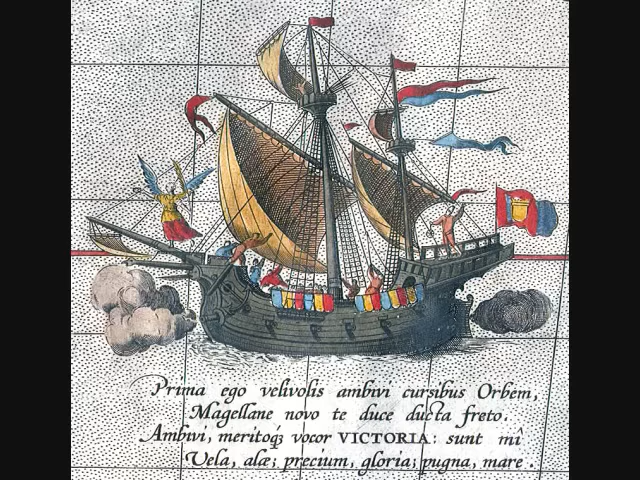 Prima ego velivolis ambivi cursibus Orbem,
Magellane novo te duce ducta freto.
Ambivi, meritoq́; vocor VICTORIA: sunt mî
Vela, alæ; precium, gloria; pugna, mare.